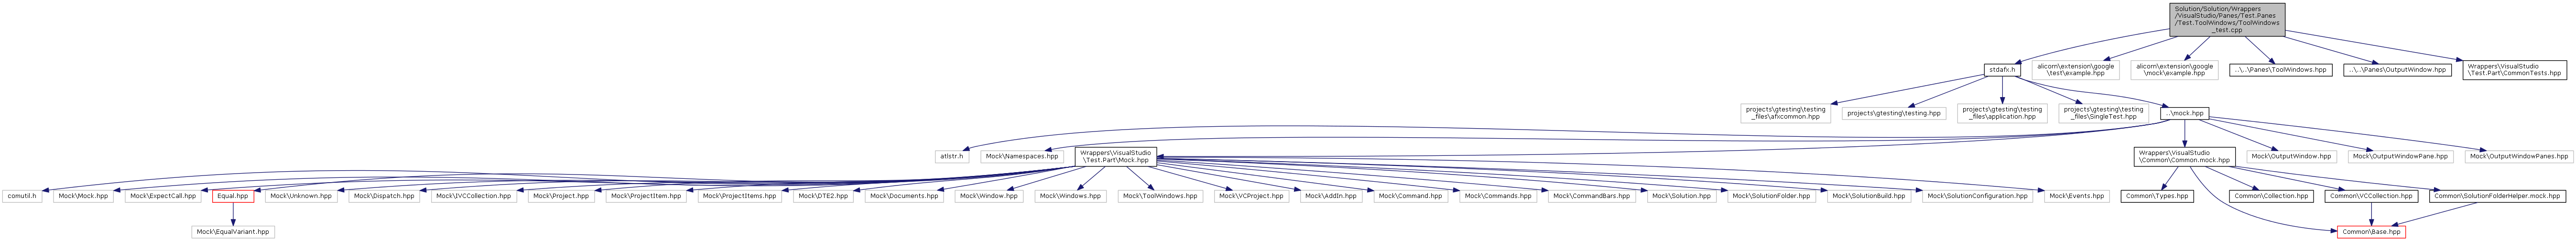 Solution/Solution/Wrappers
/VisualStudio/Panes/Test.Panes
/Test.ToolWindows/ToolWindows
_test.cpp
stdafx.h
alicorn\extension\google
\test\example.hpp
alicorn\extension\google
\mock\example.hpp
..\..\Panes\ToolWindows.hpp
..\..\Panes\OutputWindow.hpp
Wrappers\VisualStudio
\Test.Part\CommonTests.hpp
projects\gtesting\testing
_files\afxcommon.hpp
projects\gtesting\testing.hpp
projects\gtesting\testing
_files\application.hpp
projects\gtesting\testing
_files\SingleTest.hpp
..\mock.hpp
atlstr.h
Mock\Namespaces.hpp
Wrappers\VisualStudio
\Test.Part\Mock.hpp
Wrappers\VisualStudio
\Common\Common.mock.hpp
Mock\OutputWindow.hpp
Mock\OutputWindowPane.hpp
Mock\OutputWindowPanes.hpp
comutil.h
Mock\Mock.hpp
Mock\ExpectCall.hpp
Equal.hpp
Mock\Unknown.hpp
Mock\Dispatch.hpp
Mock\IVCCollection.hpp
Mock\Project.hpp
Mock\ProjectItem.hpp
Mock\ProjectItems.hpp
Mock\DTE2.hpp
Mock\Documents.hpp
Mock\Window.hpp
Mock\Windows.hpp
Mock\ToolWindows.hpp
Mock\VCProject.hpp
Mock\AddIn.hpp
Mock\Command.hpp
Mock\Commands.hpp
Mock\CommandBars.hpp
Mock\Solution.hpp
Mock\SolutionFolder.hpp
Mock\SolutionBuild.hpp
Mock\SolutionConfiguration.hpp
Mock\Events.hpp
Common\Types.hpp
Common\Collection.hpp
Common\VCCollection.hpp
Common\SolutionFolderHelper.mock.hpp
Mock\EqualVariant.hpp
Common\Base.hpp